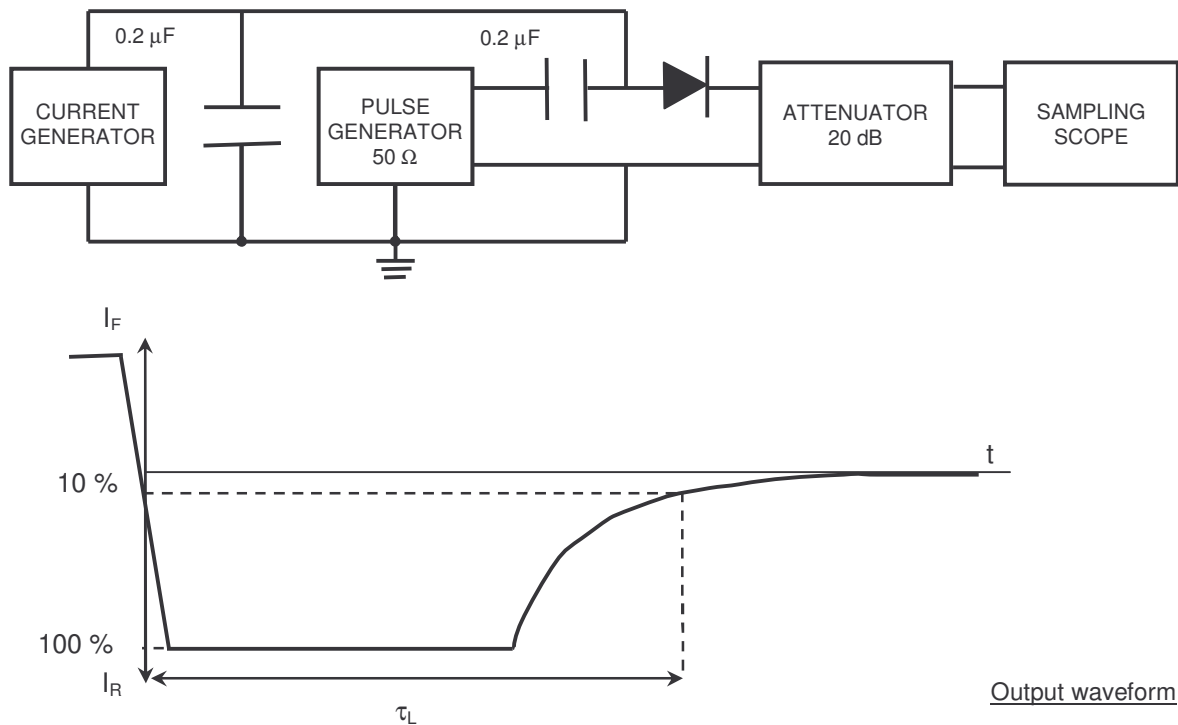 0.2 μF
0.2 μF
CURRENT
GENERATOR
PULSE
GENERATOR
50 Ω
ATTENUATOR
20 dB
SAMPLING
SCOPE
I_F
t
10 %
100 %
I_R
τ_L
Output waveform